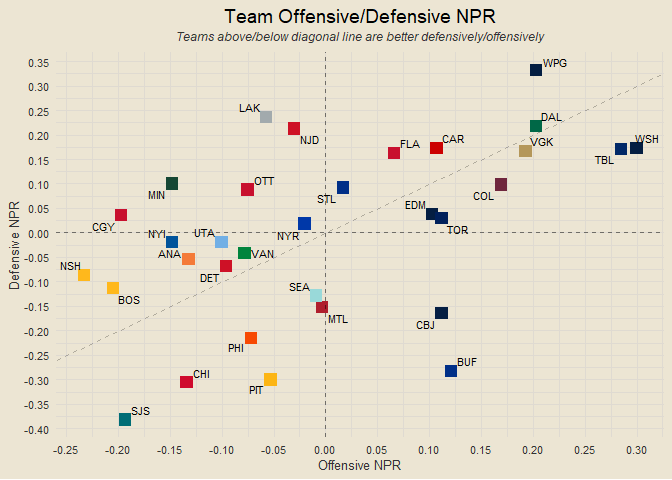 Team Offensive/Defensive NPR
Teams above/below diagonal line are better defensively/offensively
Defensive NPR
0.35
0.30
0.25
0.20
0.15
0.10
0.05
0.00
-0.05
-0.10
-0.15
-0.20
-0.25
-0.30
-0.35
-0.40
WPG
LAK
DAL
NJD
CAR
WSH
FLA
VGK
TBL
OTT
MIN
STL
COL
EDM
CGY
TOR
NYI
UTA
NYR
ANA
VAN
NSH
DET
SEA
BOS
MTL
CBJ
PHI
BUF
CHI
PIT
SJS
-0.25
-0.20
-0.15
-0.10
-0.05
0.00
0.05
0.10
0.15
0.20
0.25
0.30
Offensive NPR